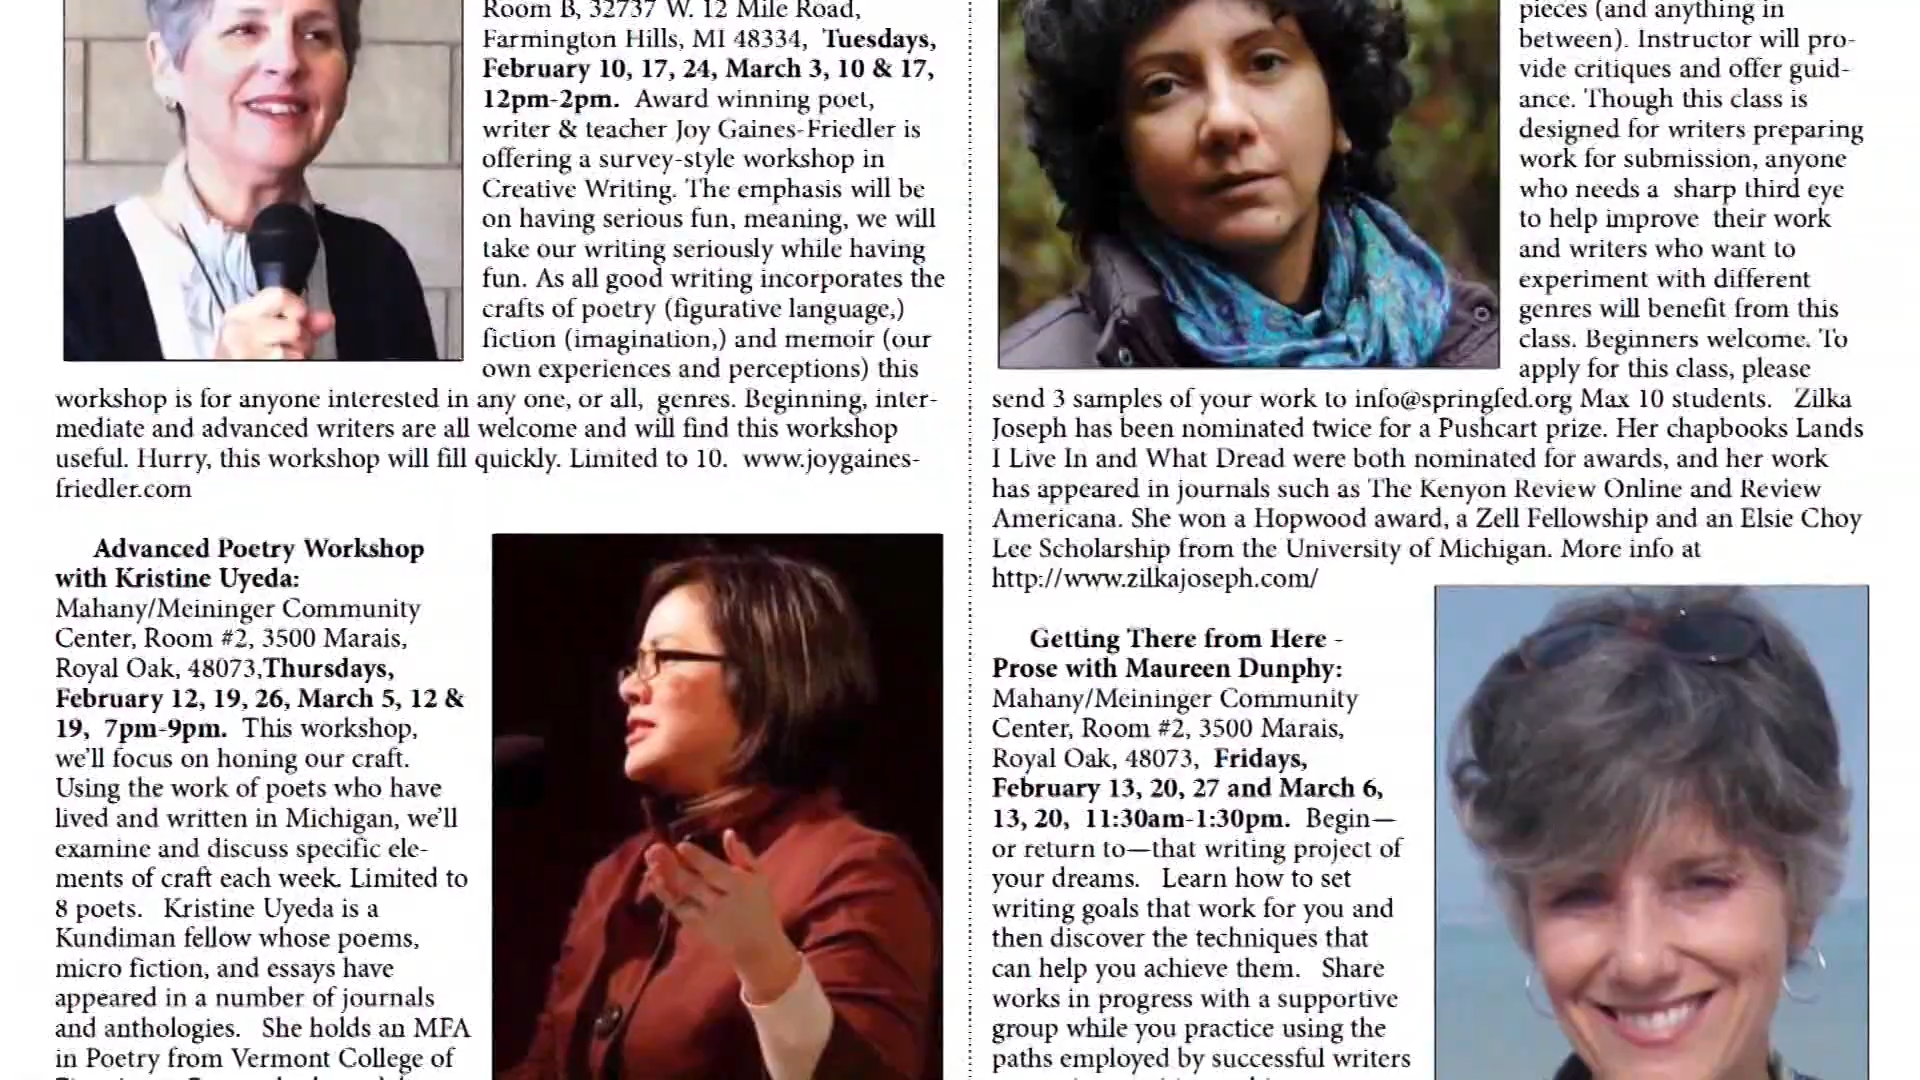 Room B, 32737 W. 12 Mile Road,
Farmington Hills, MI 48334,  Tuesdays,
February 10, 17, 24, March 3, 10 & 17,
12pm-2pm.  Award winning poet,
writer & teacher Joy Gaines-Friedler is
offering a survey-style workshop in
Creative Writing. The emphasis will be
on having serious fun, meaning, we will
take our writing seriously while having
fun. As all good writing incorporates the
crafts of poetry (figurative language,)
fiction (imagination,) and memoir (our
own experiences and perceptions) this
workshop is for anyone interested in any one, or all,  genres. Beginning, inter-
mediate and advanced writers are all welcome and will find this workshop
useful. Hurry, this workshop will fill quickly. Limited to 10.  www.joygaines-
friedler.com
Advanced Poetry Workshop
with Kristine Uyeda:
Mahany/Meininger Community
Center, Room #2, 3500 Marais,
Royal Oak, 48073,Thursdays,
February 12, 19, 26, March 5, 12 &
19,  7pm-9pm.  This workshop,
we'll focus on honing our craft.
Using the work of poets who have
lived and written in Michigan, we'll
examine and discuss specific ele-
ments of craft each week. Limited to
8 poets.   Kristine Uyeda is a
Kundiman fellow whose poems,
micro fiction, and essays have
appeared in a number of journals
and anthologies.   She holds an MFA
in Poetry from Vermont College of
pieces (and anything in
between). Instructor will pro-
vide critiques and offer guid-
ance. Though this class is
designed for writers preparing
work for submission, anyone
who needs a  sharp third eye
to help improve  their work
and writers who want to
experiment with different
genres will benefit from this
class. Beginners welcome. To
apply for this class, please
send 3 samples of your work to info@springfed.org Max 10 students.   Zilka
Joseph has been nominated twice for a Pushcart prize. Her chapbooks Lands
I Live In and What Dread were both nominated for awards, and her work
has appeared in journals such as The Kenyon Review Online and Review
Americana. She won a Hopwood award, a Zell Fellowship and an Elsie Choy
Lee Scholarship from the University of Michigan. More info at
http://www.zilkajoseph.com/
Getting There from Here -
Prose with Maureen Dunphy:
Mahany/Meininger Community
Center, Room #2, 3500 Marais,
Royal Oak, 48073,  Fridays,
February 13, 20, 27 and March 6,
13, 20,  11:30am-1:30pm.  Begin—
or return to—that writing project of
your dreams.   Learn how to set
writing goals that work for you and
then discover the techniques that
can help you achieve them.   Share
works in progress with a supportive
group while you practice using the
paths employed by successful writers